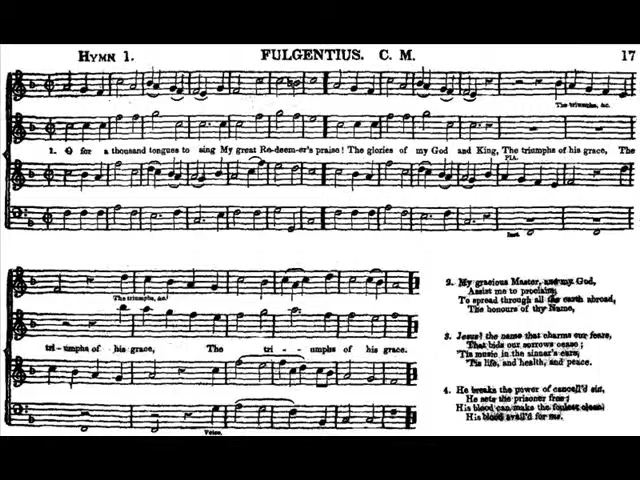 HYMN 1. FULGENTIUS. C. M. 17
The triumphs, &c.
1. O for a thousand tongues to sing My great Re-deem-er's praise! The glories of my God and King, The triumphs of his grace, The
PIA.
Inst.
The triumphs, &c.
tri-umphs of his grace, The tri--umphs of his grace.
Voice.
2. My gracious Master, and my God,
Assist me to proclaim,
To spread through all the earth abroad,
The honours of thy Name,
3. Jesus! the name that charms our fears,
That bids our sorrows cease;
'Tis music in the sinner's ears,
'Tis life, and health, and peace.
4. He breaks the power of cancell'd sin,
He sets the prisoner free;
His blood can make the foulest clean
His blood avail'd for me.